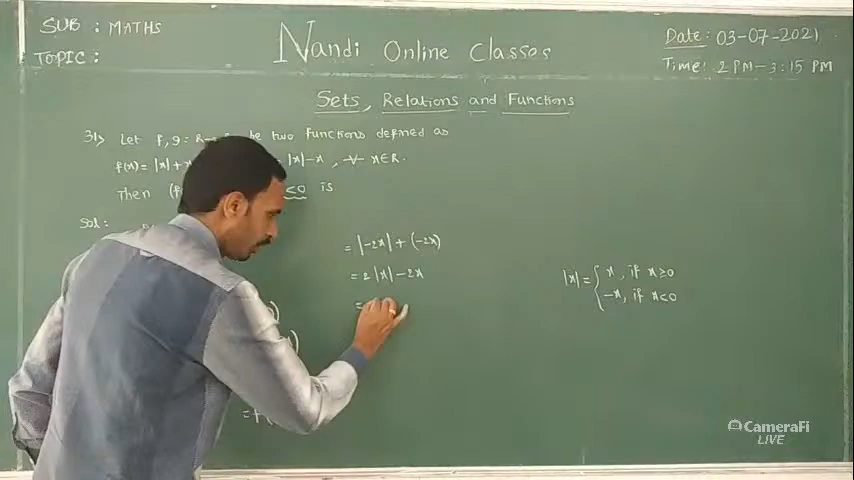 SUB : MATHS
TOPIC :
Nandi Online Classes
Date: 03-07-2021
Time: 2 PM-3:15 PM
Sets, Relations and Functions
31) Let f, g : R two functions defined as
f(x) = |x| + |x| - x , ∀ x∈R.
Then <0 is
Sol :
= |-2x| + (-2x)
= 2|x| - 2x
=
|x| = { x, if x≥0
-x, if x<0
= f(
CameraFi
LIVE